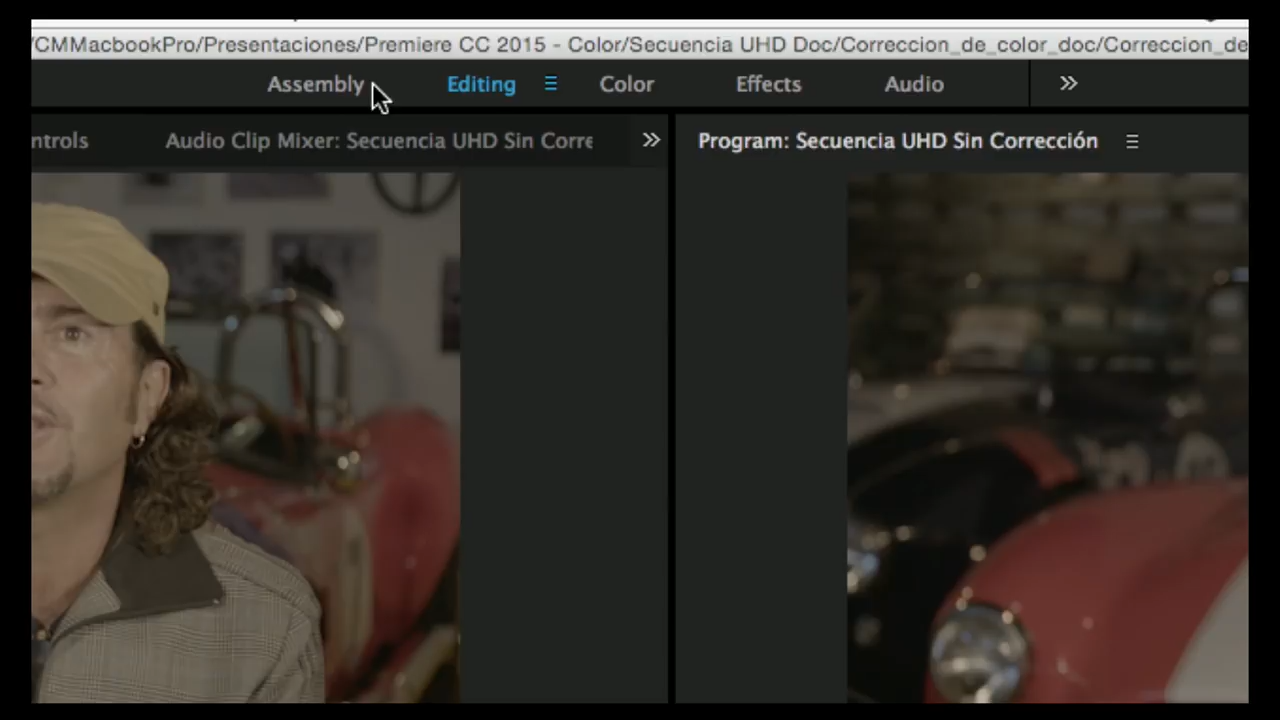 /CMMacbookPro/Presentaciones/Premiere CC 2015 - Color/Secuencia UHD Doc/Correccion_de_color_doc/Correccion_de
Assembly Editing Color Effects Audio
ntrols Audio Clip Mixer: Secuencia UHD Sin Corre Program: Secuencia UHD Sin Corrección